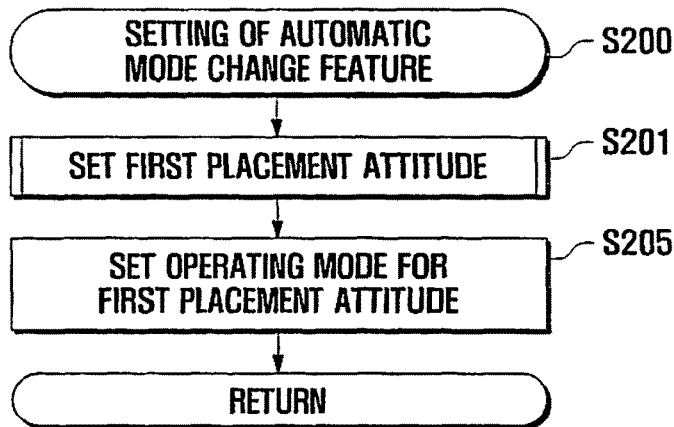 SETTING OF AUTOMATIC
MODE CHANGE FEATURE
S200
SET FIRST PLACEMENT ATTITUDE
S201
SET OPERATING MODE FOR
FIRST PLACEMENT ATTITUDE
S205
RETURN